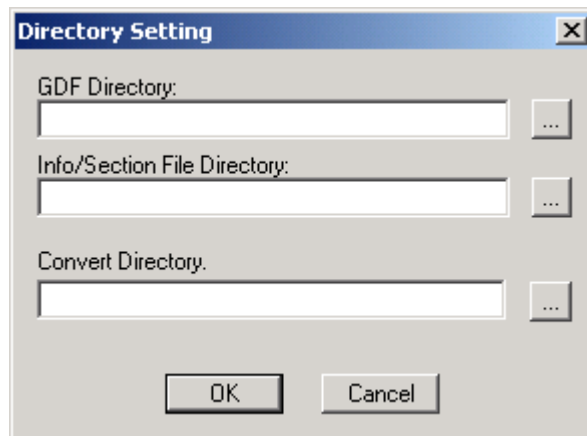 Directory Setting
GDF Directory:
...
Info/Section File Directory:
...
Convert Directory.
...
OK Cancel